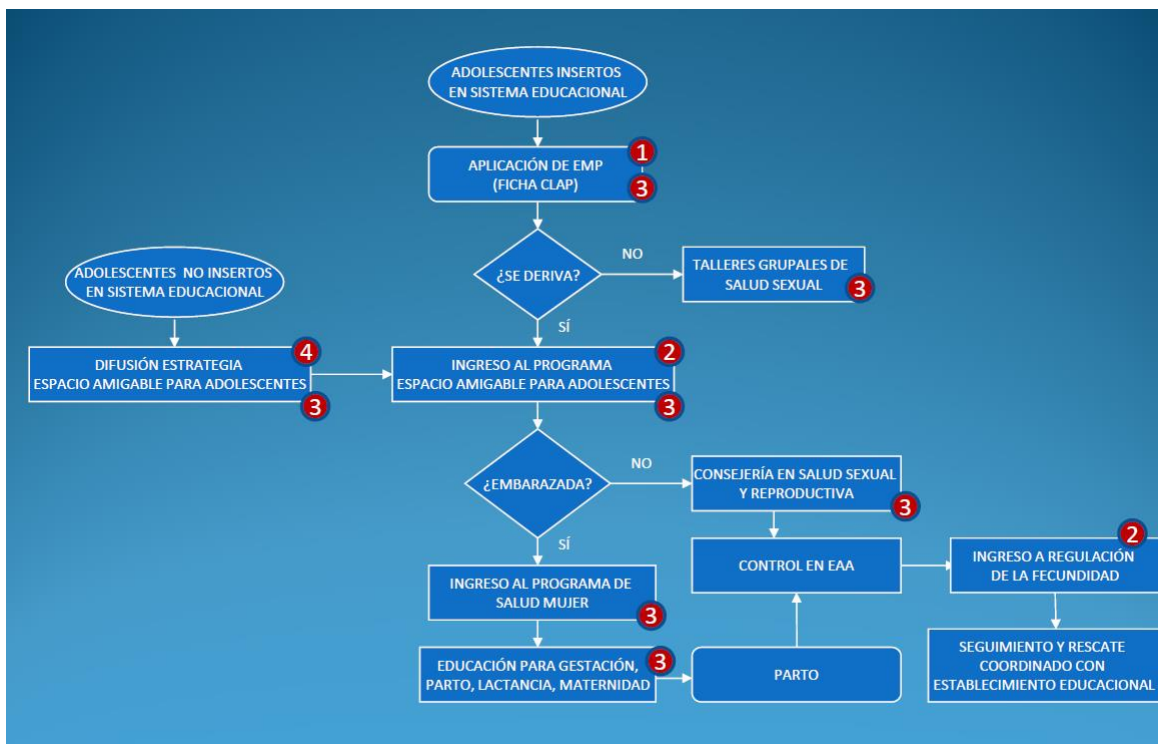 ADOLESCENTES INSERTOS
EN SISTEMA EDUCACIONAL
APLICACIÓN DE EMP
(FICHA CLAP)
1
3
¿SE DERIVA?
NO
TALLERES GRUPALES DE
SALUD SEXUAL
3
ADOLESCENTES NO INSERTOS
EN SISTEMA EDUCACIONAL
SÍ
DIFUSIÓN ESTRATEGIA
ESPACIO AMIGABLE PARA ADOLESCENTES
4
3
INGRESO AL PROGRAMA
ESPACIO AMIGABLE PARA ADOLESCENTES
2
3
¿EMBARAZADA?
NO
CONSEJERÍA EN SALUD SEXUAL
Y REPRODUCTIVA
3
SÍ
INGRESO AL PROGRAMA DE
SALUD MUJER
3
CONTROL EN EAA
INGRESO A REGULACIÓN
DE LA FECUNDIDAD
2
EDUCACIÓN PARA GESTACIÓN,
PARTO, LACTANCIA, MATERNIDAD
3
PARTO
SEGUIMIENTO Y RESCATE
COORDINADO CON
ESTABLECIMIENTO EDUCACIONAL